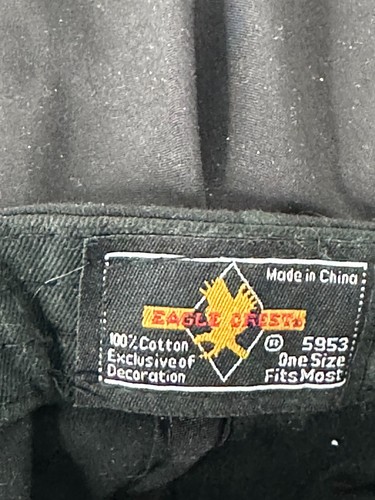 Made in China
EAGLE CRESTS
100% Cotton
Exclusive of
Decoration
® 5953
One Size
Fits Most